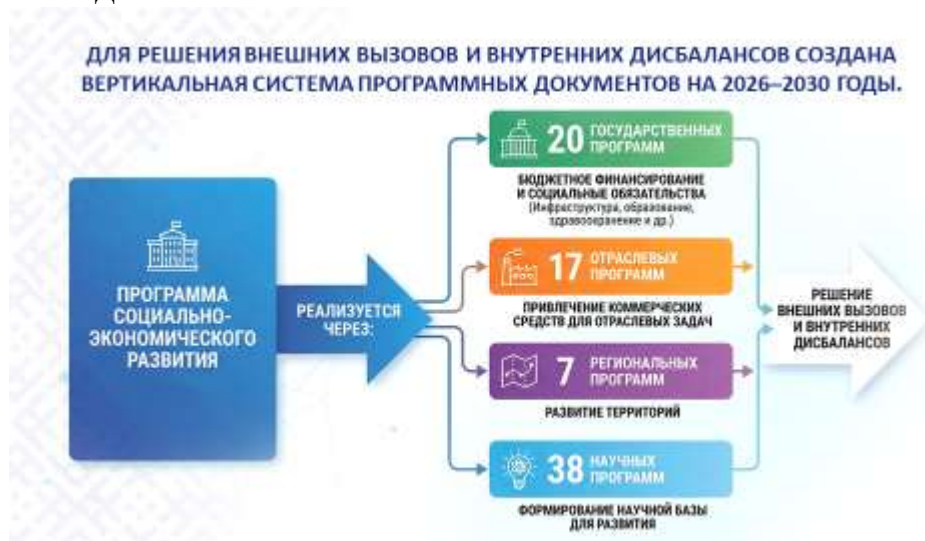 ДЛЯ РЕШЕНИЯ ВНЕШНИХ ВЫЗОВОВ И ВНУТРЕННИХ ДИСБАЛАНСОВ СОЗДАНА
ВЕРТИКАЛЬНАЯ СИСТЕМА ПРОГРАММНЫХ ДОКУМЕНТОВ НА 2026–2030 ГОДЫ.
ПРОГРАММА
СОЦИАЛЬНО-
ЭКОНОМИЧЕСКОГО
РАЗВИТИЯ
РЕАЛИЗУЕТСЯ
ЧЕРЕЗ:
20 ГОСУДАРСТВЕННЫХ
ПРОГРАММ
БЮДЖЕТНОЕ ФИНАНСИРОВАНИЕ
И СОЦИАЛЬНЫЕ ОБЯЗАТЕЛЬСТВА
(Инфраструктура, образование,
здравоохранение и др.)
17 ОТРАСЛЕВЫХ
ПРОГРАММ
ПРИВЛЕЧЕНИЕ КОММЕРЧЕСКИХ
СРЕДСТВ ДЛЯ ОТРАСЛЕВЫХ ЗАДАЧ
7 РЕГИОНАЛЬНЫХ
ПРОГРАММ
РАЗВИТИЕ ТЕРРИТОРИЙ
38 НАУЧНЫХ
ПРОГРАММ
ФОРМИРОВАНИЕ НАУЧНОЙ БАЗЫ
ДЛЯ РАЗВИТИЯ
РЕШЕНИЕ
ВНЕШНИХ ВЫЗОВОВ
И ВНУТРЕННИХ
ДИСБАЛАНСОВ